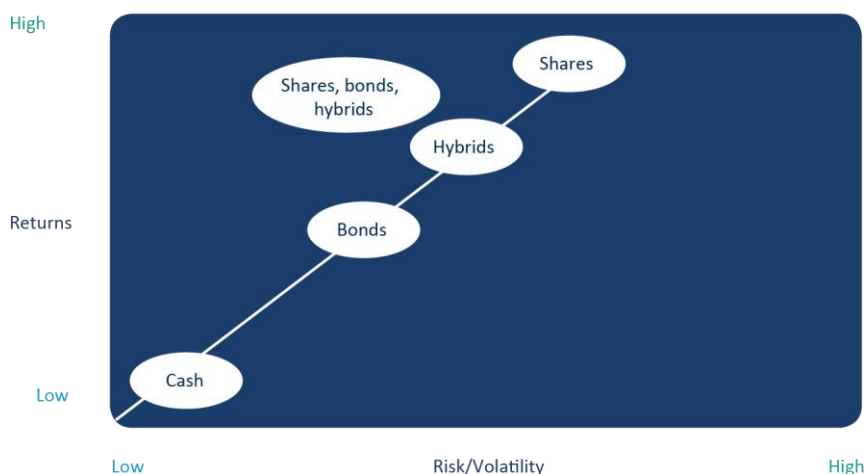 High
Shares
Shares, bonds,
hybrids
Hybrids
Returns
Bonds
Cash
Low
Low
Risk/Volatility
High